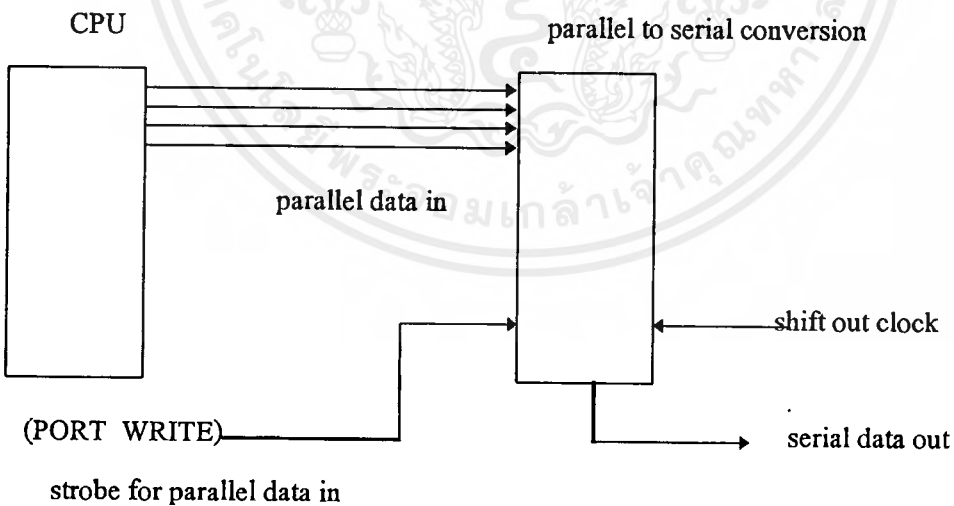 CPU
parallel to serial conversion
parallel data in
shift out clock
(PORT WRITE)
serial data out
strobe for parallel data in